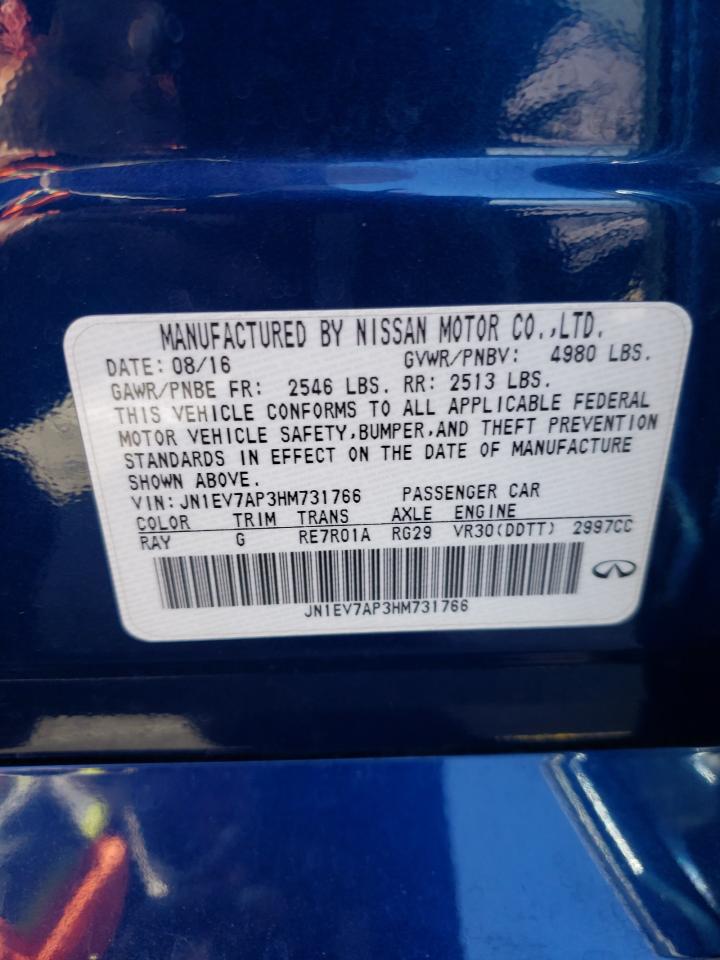 MANUFACTURED BY NISSAN MOTOR CO.,LTD.
DATE: 08/16 GVWR/PNBV: 4980 LBS.
GAWR/PNBE FR: 2546 LBS. RR: 2513 LBS.
THIS VEHICLE CONFORMS TO ALL APPLICABLE FEDERAL
MOTOR VEHICLE SAFETY,BUMPER,AND THEFT PREVENTION
STANDARDS IN EFFECT ON THE DATE OF MANUFACTURE
SHOWN ABOVE.
VIN:JN1EV7AP3HM731766 PASSENGER CAR
COLOR TRIM TRANS AXLE ENGINE
RAY G RE7R01A RG29 VR30(DDTT) 2997CC
JN1EV7AP3HM731766